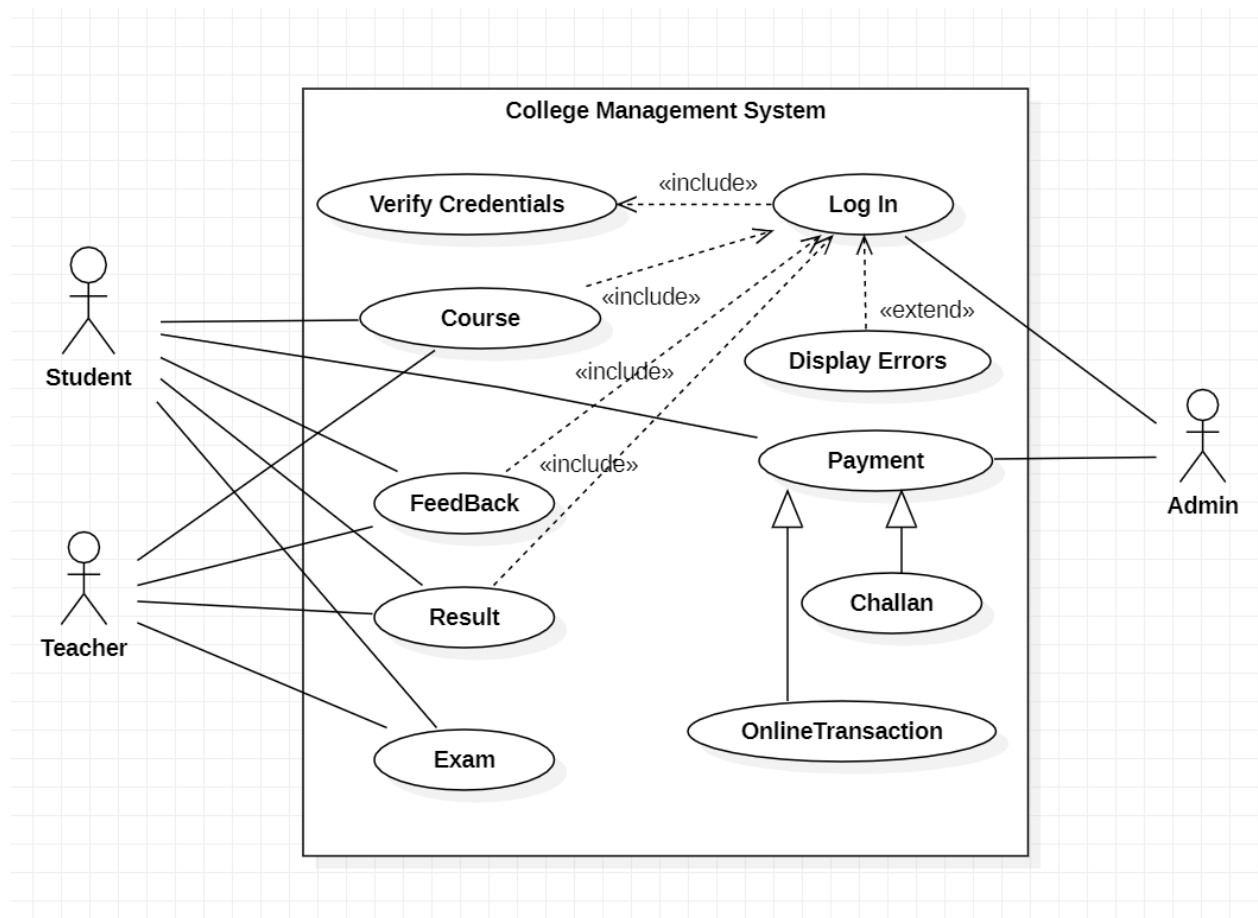 College Management System
«include»
Verify Credentials
Log In
Course
«include»
«extend»
Display Errors
«include»
Student
Payment
«include»
FeedBack
Admin
Challan
Result
Teacher
OnlineTransaction
Exam